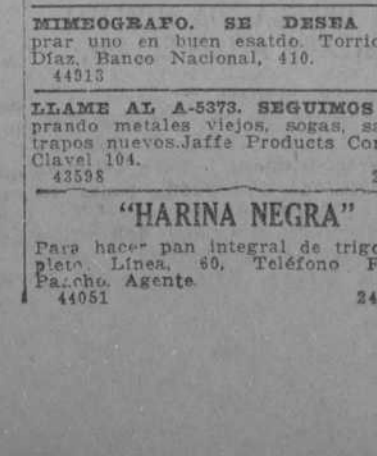 MIMEOGRAFO. SE DESEA
prar uno en buen esatdo. Torric
Díaz. Banco Nacional, 410.
44913
LLAME AL A-5373. SEGUIMOS
prando metales viejos, sogas, sa
trapos nuevos.Jaffe Products Co
Clavel 104.
43598
"HARINA NEGRA"
Para hacer pan integral de trigo
pleto. Línea, 60, Teléfono F
Pancho. Agente.
44051 24